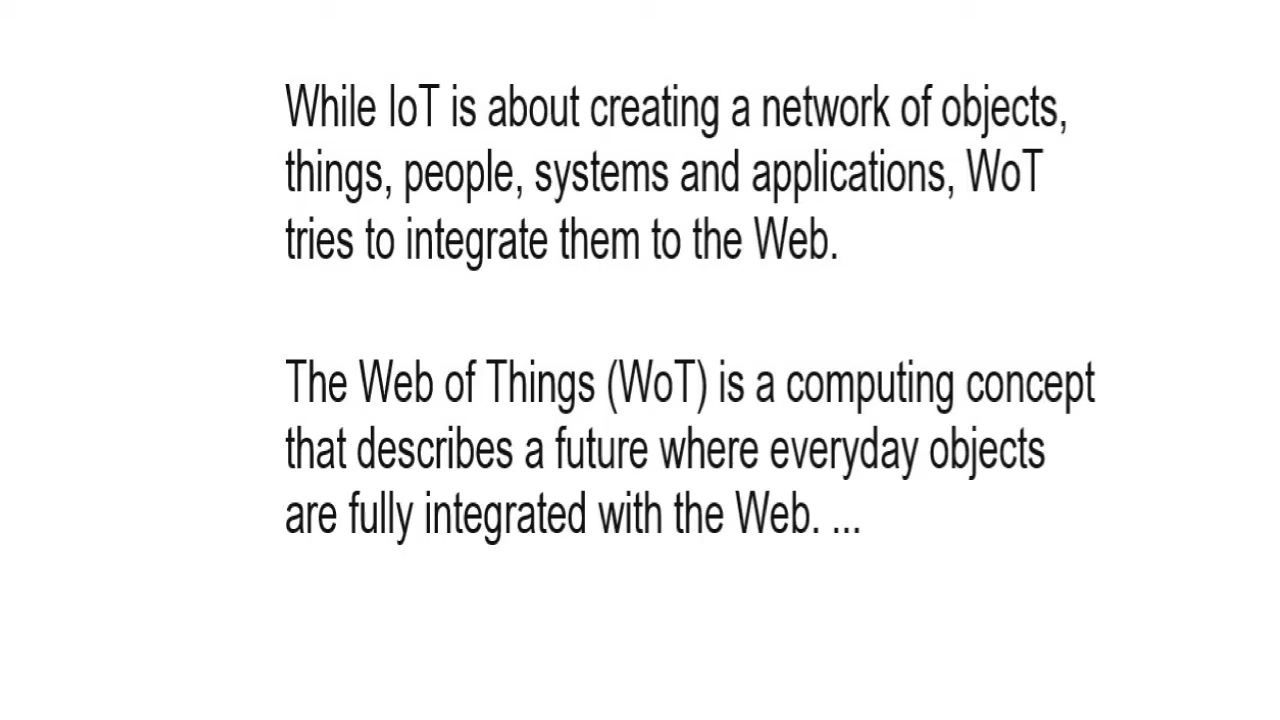 While IoT is about creating a network of objects,
things, people, systems and applications, WoT
tries to integrate them to the Web.
The Web of Things (WoT) is a computing concept
that describes a future where everyday objects
are fully integrated with the Web. ...